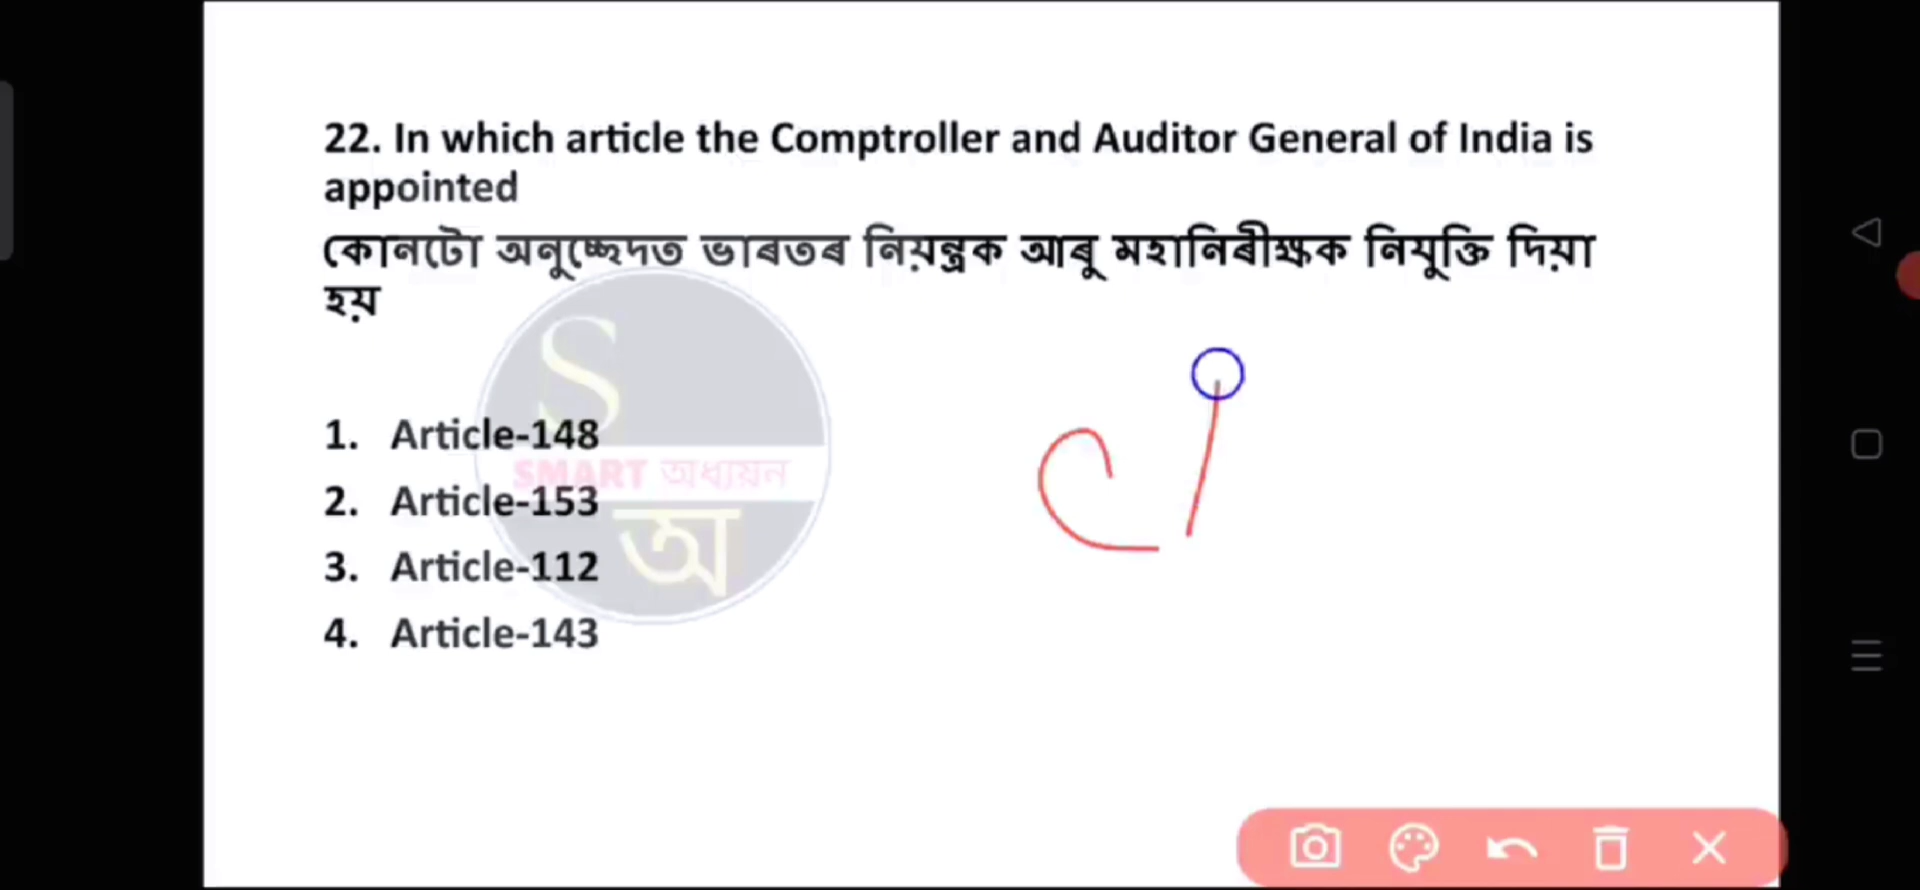 22. In which article the Comptroller and Auditor General of India is
appointed
কোনটো অনুচ্ছেদত ভাৰতৰ নিয়ন্ত্ৰক আৰু মহানিৰীক্ষক নিযুক্তি দিয়া
হয়
S
1. Article-148
SMART অধ্যয়ন
2. Article-153
অ
3. Article-112
4. Article-143